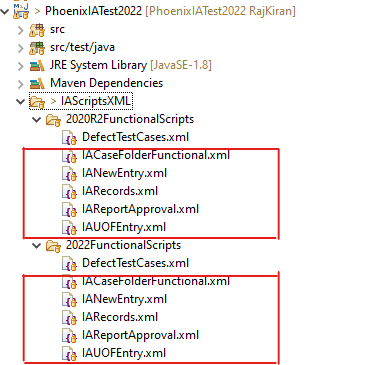 > PhoenixIATest2022 [PhoenixIATest2022 RajKiran]
> src
src/test/java
JRE System Library [JavaSE-1.8]
Maven Dependencies
> IAScriptsXML
2020R2FunctionalScripts
DefectTestCases.xml
IACaseFolderFunctional.xml
IANewEntry.xml
IARecords.xml
IAReportApproval.xml
IAUOFEntry.xml
2022FunctionalScripts
DefectTestCases.xml
IACaseFolderFunctional.xml
IANewEntry.xml
IARecords.xml
IAReportApproval.xml
IAUOFEntry.xml